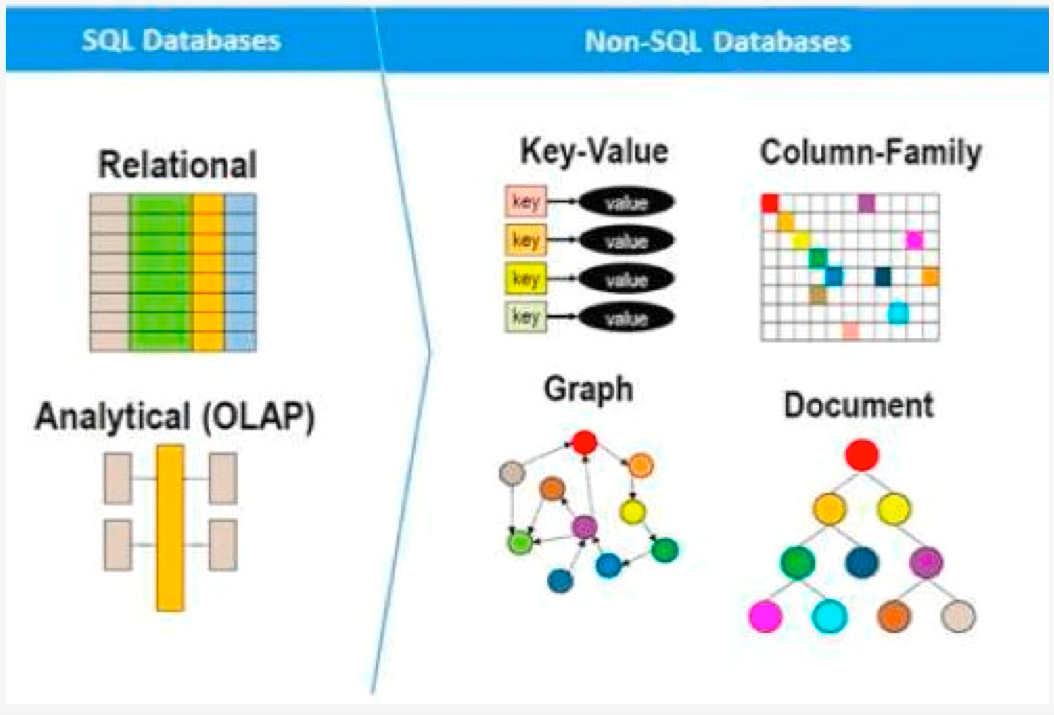 SQL Databases
Non-SQL Databases
Relational
Analytical (OLAP)
Key-Value
key value
key value
key value
key value
Column-Family
Graph
Document